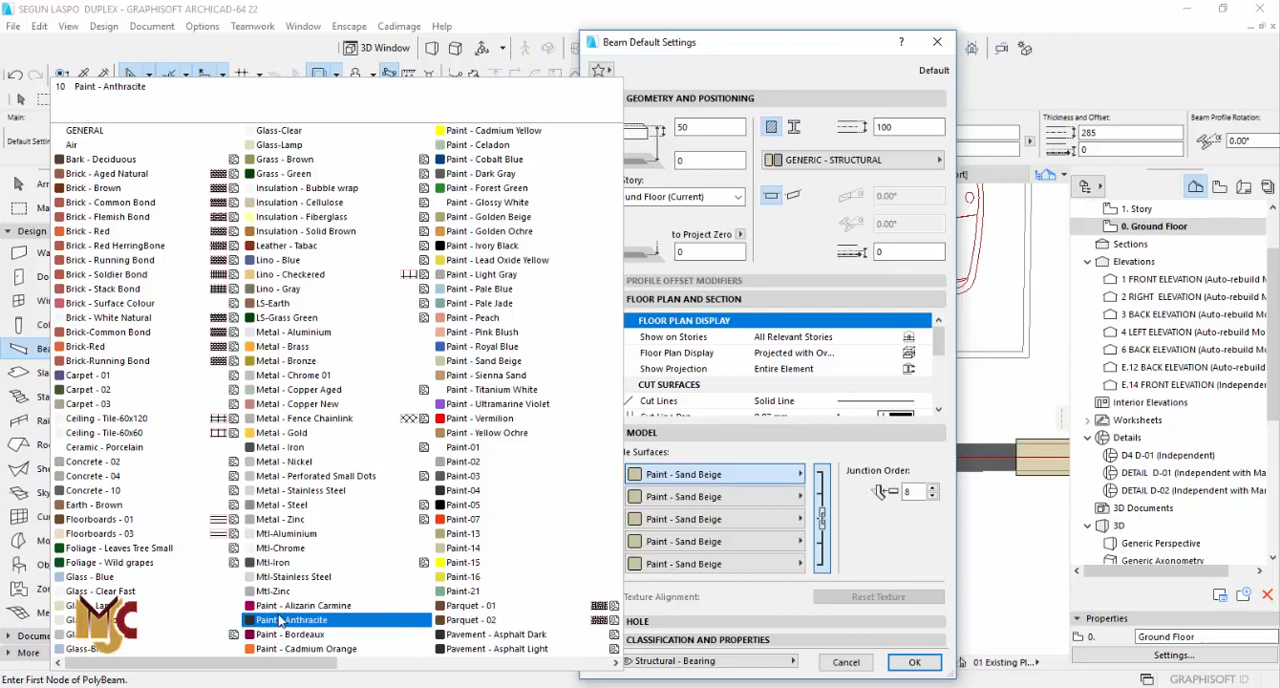 SEGUN LASPO DUPLEX - GRAPHISOFT ARCHICAD-64 22
File Edit View Design Document Options Teamwork Window Enscape Cadimage Help
3D Window
Main:
Default
Design
More
Enter First Node of PolyBeam.
10 Paint - Anthracite
GENERAL
Air
Bark - Deciduous
Brick - Aged Natural
Brick - Brown
Brick - Common Bond
Brick - Flemish Bond
Brick - Red
Brick - Red HerringBone
Brick - Running Bond
Brick - Soldier Bond
Brick - Stack Bond
Brick - Surface Colour
Brick - White Natural
Brick-Common Bond
Brick-Red
Brick-Running Bond
Carpet - 01
Carpet - 02
Carpet - 03
Ceiling - Tile-60x120
Ceiling - Tile-60x60
Ceramic - Porcelain
Concrete - 02
Concrete - 04
Concrete - 10
Earth - Brown
Floorboards - 01
Floorboards - 03
Foliage - Leaves Tree Small
Foliage - Wild grapes
Glass - Blue
Glass - Clear Fast
MJC
Glass-Clear
Glass-Lamp
Grass - Brown
Grass - Green
Insulation - Bubble wrap
Insulation - Cellulose
Insulation - Fiberglass
Insulation - Solid Brown
Leather - Tabac
Lino - Blue
Lino - Checkered
Lino - Gray
LS-Earth
LS-Grass Green
Metal - Aluminium
Metal - Brass
Metal - Bronze
Metal - Chrome 01
Metal - Copper Aged
Metal - Copper New
Metal - Fence Chainlink
Metal - Gold
Metal - Iron
Metal - Nickel
Metal - Perforated Small Dots
Metal - Stainless Steel
Metal - Steel
Metal - Zinc
Mtl-Aluminium
Mtl-Chrome
Mtl-Iron
Mtl-Stainless Steel
Mtl-Zinc
Paint - Alizarin Carmine
Paint - Anthracite
Paint - Bordeaux
Paint - Cadmium Orange
Paint - Cadmium Yellow
Paint - Celadon
Paint - Cobalt Blue
Paint - Dark Gray
Paint - Forest Green
Paint - Glossy White
Paint - Golden Beige
Paint - Golden Ochre
Paint - Ivory Black
Paint - Lead Oxide Yellow
Paint - Light Gray
Paint - Pale Blue
Paint - Pale Jade
Paint - Peach
Paint - Pink Blush
Paint - Royal Blue
Paint - Sand Beige
Paint - Sienna Sand
Paint - Titanium White
Paint - Ultramarine Violet
Paint - Vermilion
Paint - Yellow Ochre
Paint-01
Paint-02
Paint-03
Paint-04
Paint-05
Paint-07
Paint-13
Paint-14
Paint-15
Paint-16
Paint-21
Parquet - 01
Parquet - 02
Pavement - Asphalt Dark
Pavement - Asphalt Light
Beam Default Settings
?
Default
GEOMETRY AND POSITIONING
50 100
0
GENERIC - STRUCTURAL
Story:
und Floor (Current) 0.00°
0.00°
to Project Zero
0 0
PROFILE OFFSET MODIFIERS
FLOOR PLAN AND SECTION
FLOOR PLAN DISPLAY
Show on Stories All Relevant Stories
Floor Plan Display Projected with Ov...
Show Projection Entire Element
CUT SURFACES
Cut Lines Solid Line
MODEL
le Surfaces:
Junction Order:
Paint - Sand Beige
8
Paint - Sand Beige
Paint - Sand Beige
Paint - Sand Beige
Paint - Sand Beige
Texture Alignment: Reset Texture
HOLE
CLASSIFICATION AND PROPERTIES
Structural - Bearing
Cancel OK
Thickness and Offset:
285
0
Beam Profile Rotation:
0.00°
1. Story
0. Ground Floor
Sections
Elevations
1 FRONT ELEVATION (Auto-rebuild M
2 RIGHT ELEVATION (Auto-rebuild M
3 BACK ELEVATION (Auto-rebuild Mo
4 LEFT ELEVATION (Auto-rebuild Mo
6 BACK ELEVATION (Auto-rebuild Mo
E.12 BACK ELEVATION (Auto-rebuild
E.14 FRONT ELEVATION (Independen
Interior Elevations
Worksheets
Details
D4 D-01 (Independent)
DETAIL D-01 (Independent with Ma
DETAIL D-02 (Independent with Ma
3D Documents
3D
Generic Perspective
Generic Axonometry
Properties
0. Ground Floor
Settings...
01 Existing Pl...
GRAPHISOFT ID